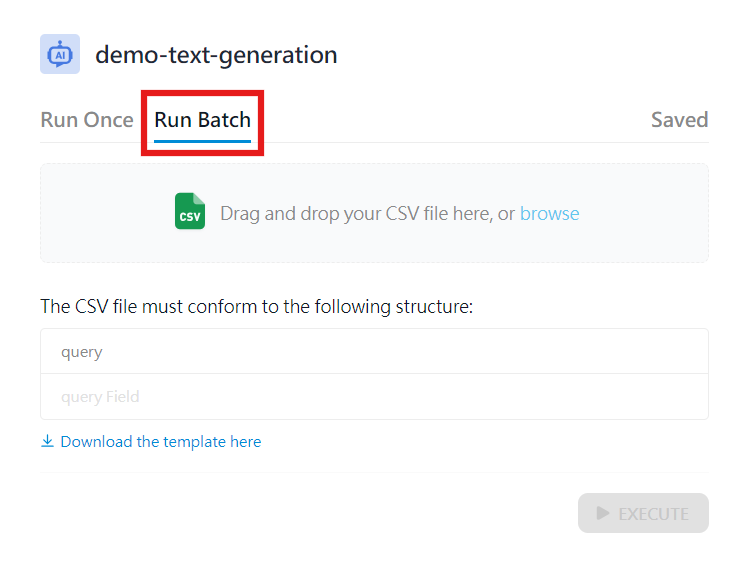 AI
demo-text-generation
Run Once Run Batch Saved
CSV Drag and drop your CSV file here, or browse
The CSV file must conform to the following structure:
query
query Field
Download the template here
EXECUTE